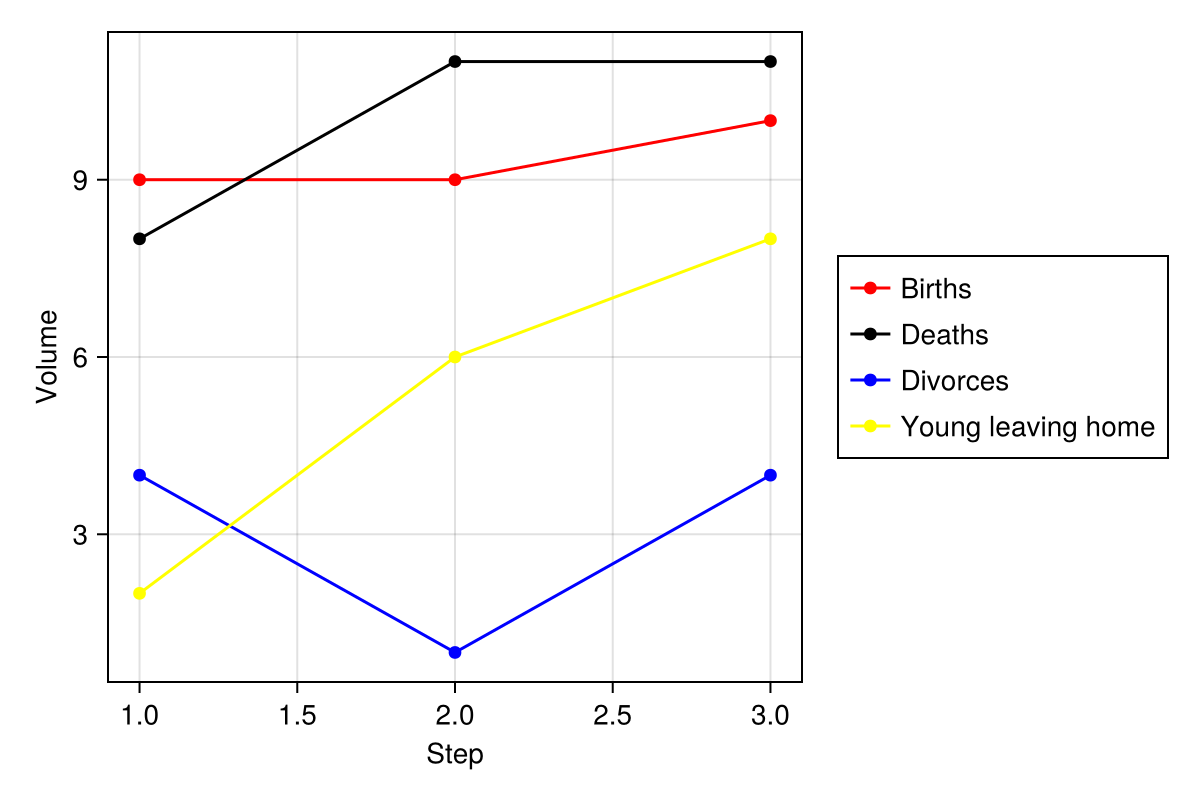 9
6
3
Volume
1.0 1.5 2.0 2.5 3.0
Step
Births
Deaths
Divorces
Young leaving home